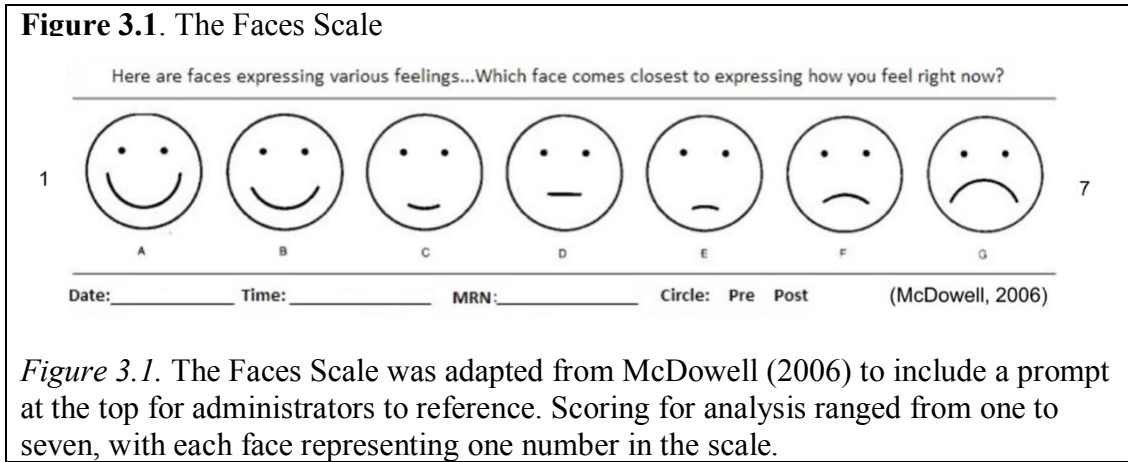 Figure 3.1. The Faces Scale
Here are faces expressing various feelings...Which face comes closest to expressing how you feel right now?
1 7
A B C D E F G
Date:____________ Time:______________ MRN:______________ Circle: Pre Post (McDowell, 2006)
Figure 3.1. The Faces Scale was adapted from McDowell (2006) to include a prompt
at the top for administrators to reference. Scoring for analysis ranged from one to
seven, with each face representing one number in the scale.